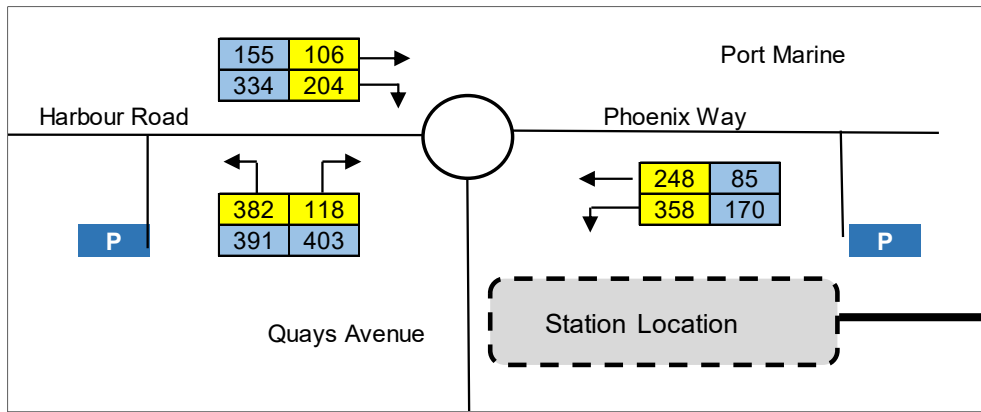 155 106
Port Marine
334 204
Harbour Road
Phoenix Way
248 85
382 118
358 170
P
391 403
P
Station Location
Quays Avenue